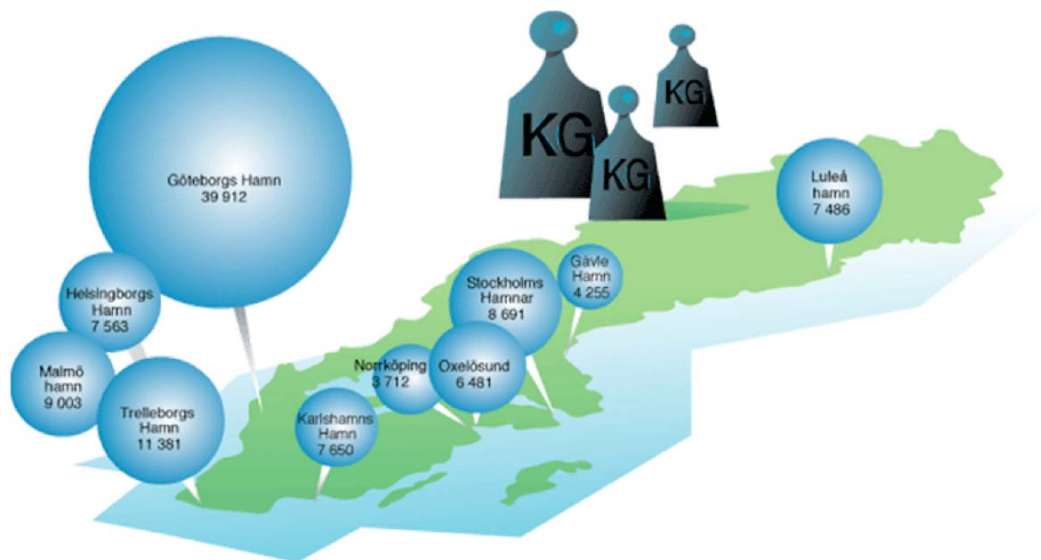 KG
KG
KG
Göteborgs Hamn
39 912
Luleå
hamn
7 486
Gävle
Hamn
4 255
Stockholms
Hamnar
8 691
Helsingborgs
Hamn
7 563
Malmö
hamn
9 003
Norrköping
3 712
Oxelösund
6 481
Trelleborgs
Hamn
11 381
Karlshamns
Hamn
7 650